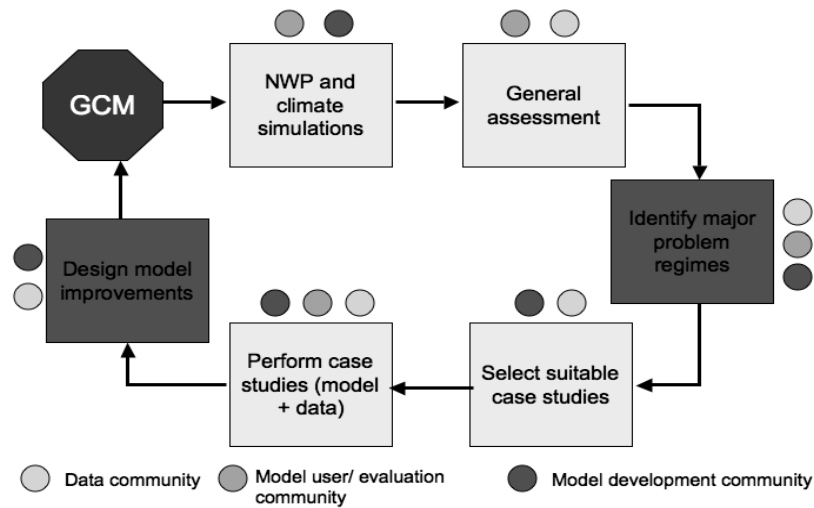 GCM
NWP and
climate
simulations
General
assessment
Identify major
problem
regimes
Select suitable
case studies
Perform case
studies (model
+ data)
Design model
improvements
Data community
Model user/ evaluation
community
Model development community